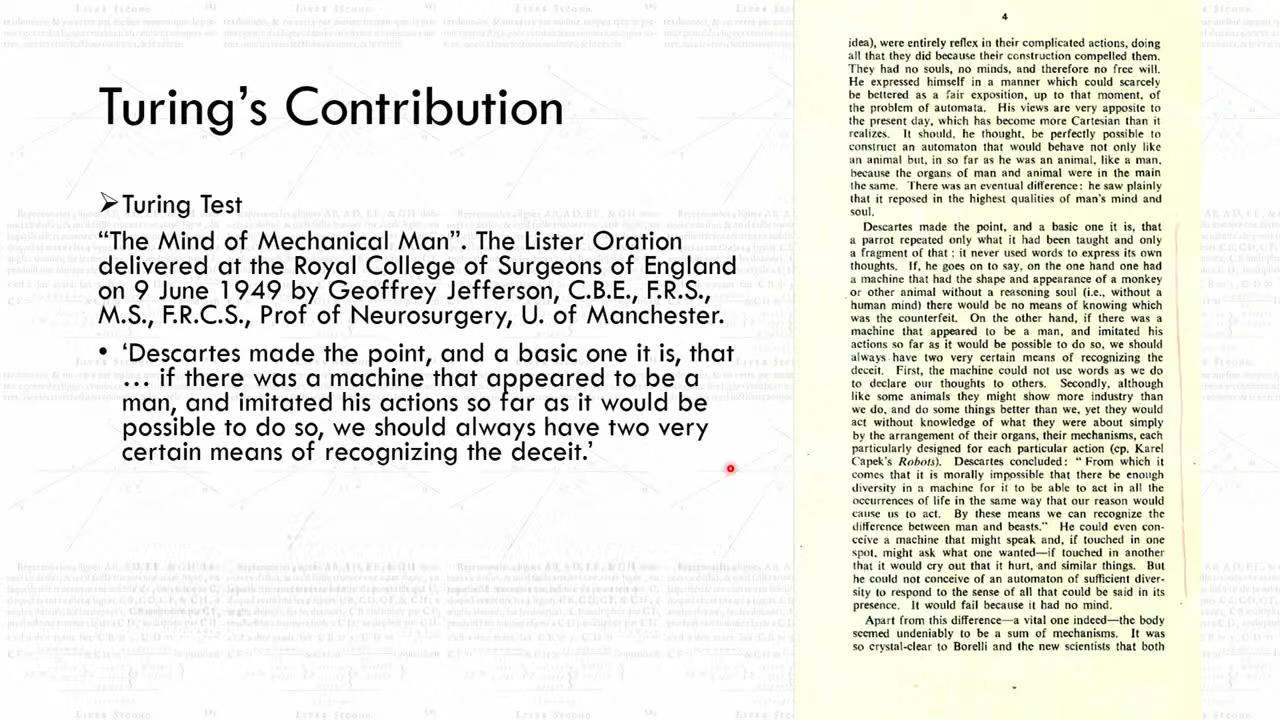 Turing's Contribution
➢Turing Test
“The Mind of Mechanical Man”. The Lister Oration
delivered at the Royal College of Surgeons of England
on 9 June 1949 by Geoffrey Jefferson, C.B.E., F.R.S.,
M.S., F.R.C.S., Prof of Neurosurgery, U. of Manchester.
• ‘Descartes made the point, and a basic one it is, that
… if there was a machine that appeared to be a
man, and imitated his actions so far as it would be
possible to do so, we should always have two very
certain means of recognizing the deceit.’
4
idea), were entirely reflex in their complicated actions, doing
all that they did because their construction compelled them.
They had no souls, no minds, and therefore no free will.
He expressed himself in a manner which could scarcely
be bettered as a fair exposition, up to that moment, of
the problem of automata. His views are very apposite to
the present day, which has become more Cartesian than it
realizes. It should, he thought, be perfectly possible to
construct an automaton that would behave not only like
an animal but, in so far as he was an animal, like a man,
because the organs of man and animal were in the main
the same. There was an eventual difference: he saw plainly
that it reposed in the highest qualities of man's mind and
soul.
Descartes made the point, and a basic one it is, that
a parrot repeated only what it had been taught and only
a fragment of that; it never used words to express its own
thoughts. If, he goes on to say, on the one hand one had
a machine that had the shape and appearance of a monkey
or other animal without a reasoning soul (i.e., without a
human mind) there would be no means of knowing which
was the counterfeit. On the other hand, if there was a
machine that appeared to be a man, and imitated his
actions so far as it would be possible to do so, we should
always have two very certain means of recognizing the
deceit. First, the machine could not use words as we do
to declare our thoughts to others. Secondly, although
like some animals they might show more industry than
we do, and do some things better than we, yet they would
act without knowledge of what they were about simply
by the arrangement of their organs, their mechanisms, each
particularly designed for each particular action (cp. Karel
Capek's Robots). Descartes concluded: “From which it
comes that it is morally impossible that there be enough
diversity in a machine for it to be able to act in all the
occurrences of life in the same way that our reason would
cause us to act. By these means we can recognize the
difference between man and beasts.” He could even con-
ceive a machine that might speak and, if touched in one
spot, might ask what one wanted—if touched in another
that it would cry out that it hurt, and similar things. But
he could not conceive of an automaton of sufficient diver-
sity to respond to the sense of all that could be said in its
presence. It would fail because it had no mind.
Apart from this difference—a vital one indeed—the body
seemed undeniably to be a sum of mechanisms. It was
so crystal-clear to Borelli and the new scientists that both